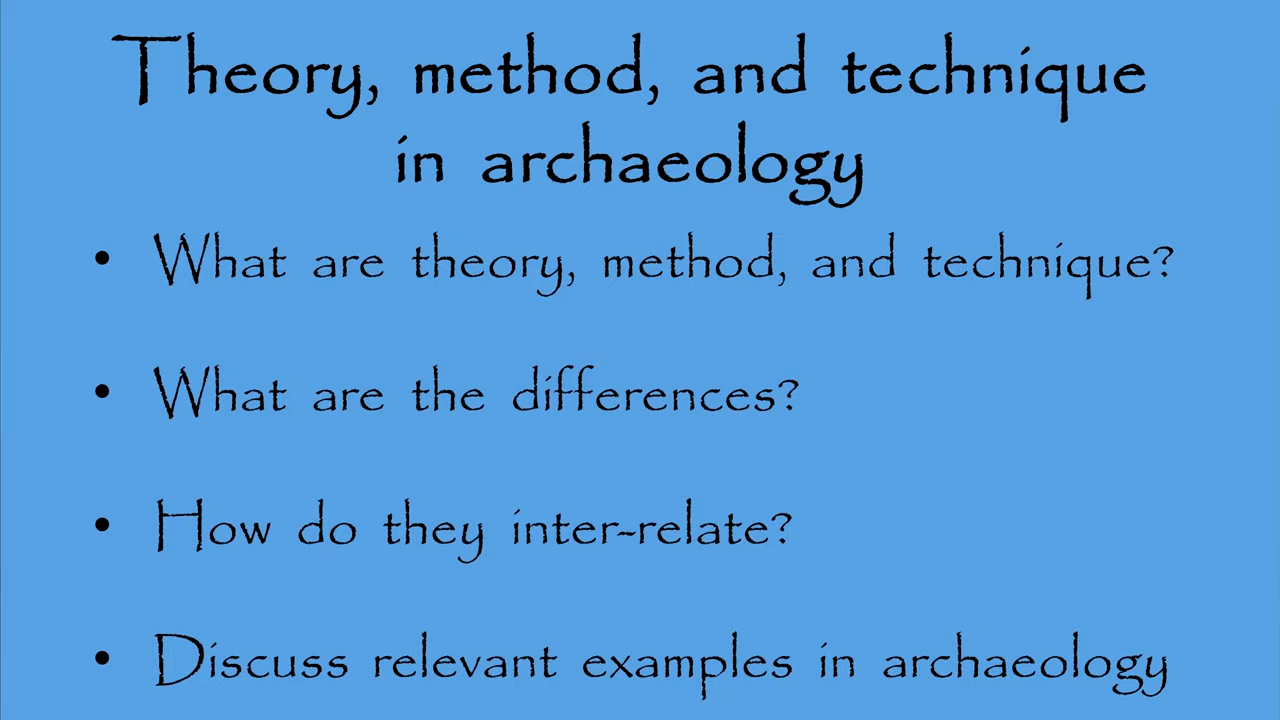 Theory, method, and technique
in archaeology
• What are theory, method, and technique?
• What are the differences?
• How do they inter-relate?
• Discuss relevant examples in archaeology